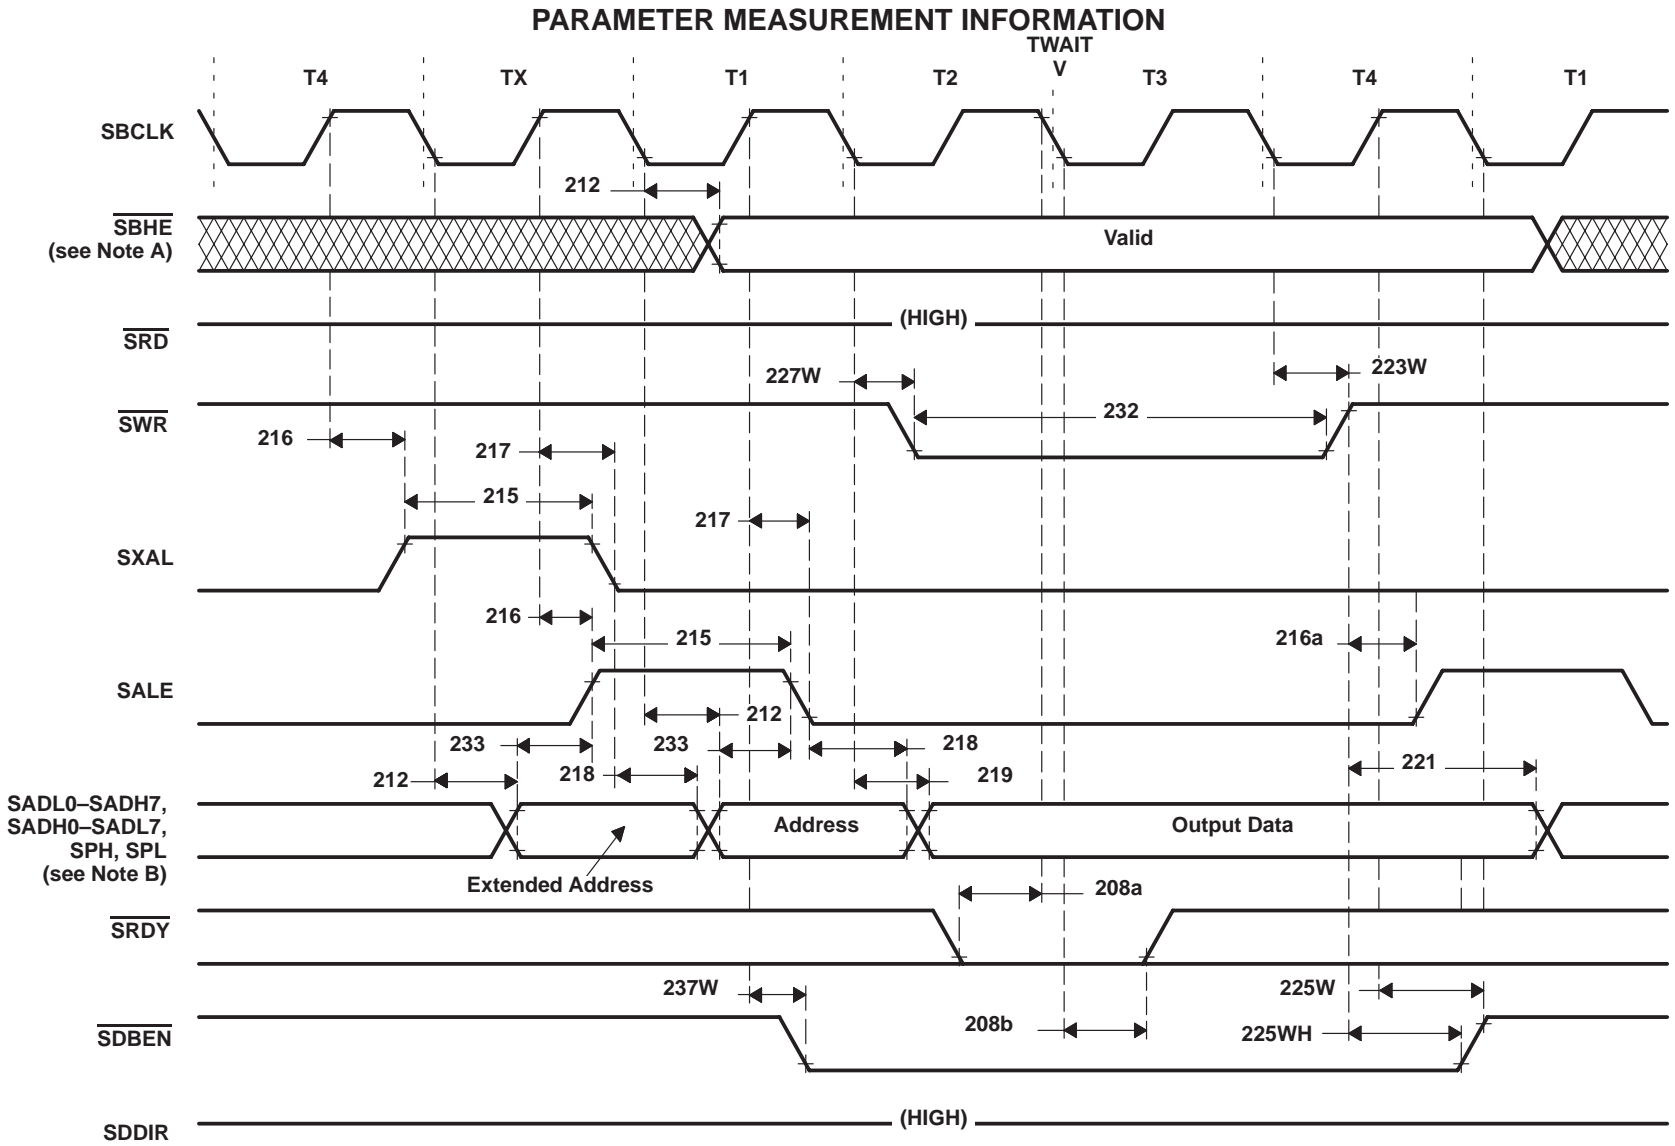 PARAMETER MEASUREMENT INFORMATION
TWAIT
V
T4 TX T1 T2 T3 T4 T1
SBCLK
212
SBHE
(see Note A)
Valid
SRD
(HIGH)
227W
223W
SWR
232
216
217
215
217
SXAL
216
215
216a
SALE
212
233
233
218
212
218
219
221
SADL0–SADH7,
SADH0–SADL7,
SPH, SPL
(see Note B)
Address
Output Data
Extended Address
208a
SRDY
237W
225W
208b
225WH
SDBEN
SDDIR
(HIGH)